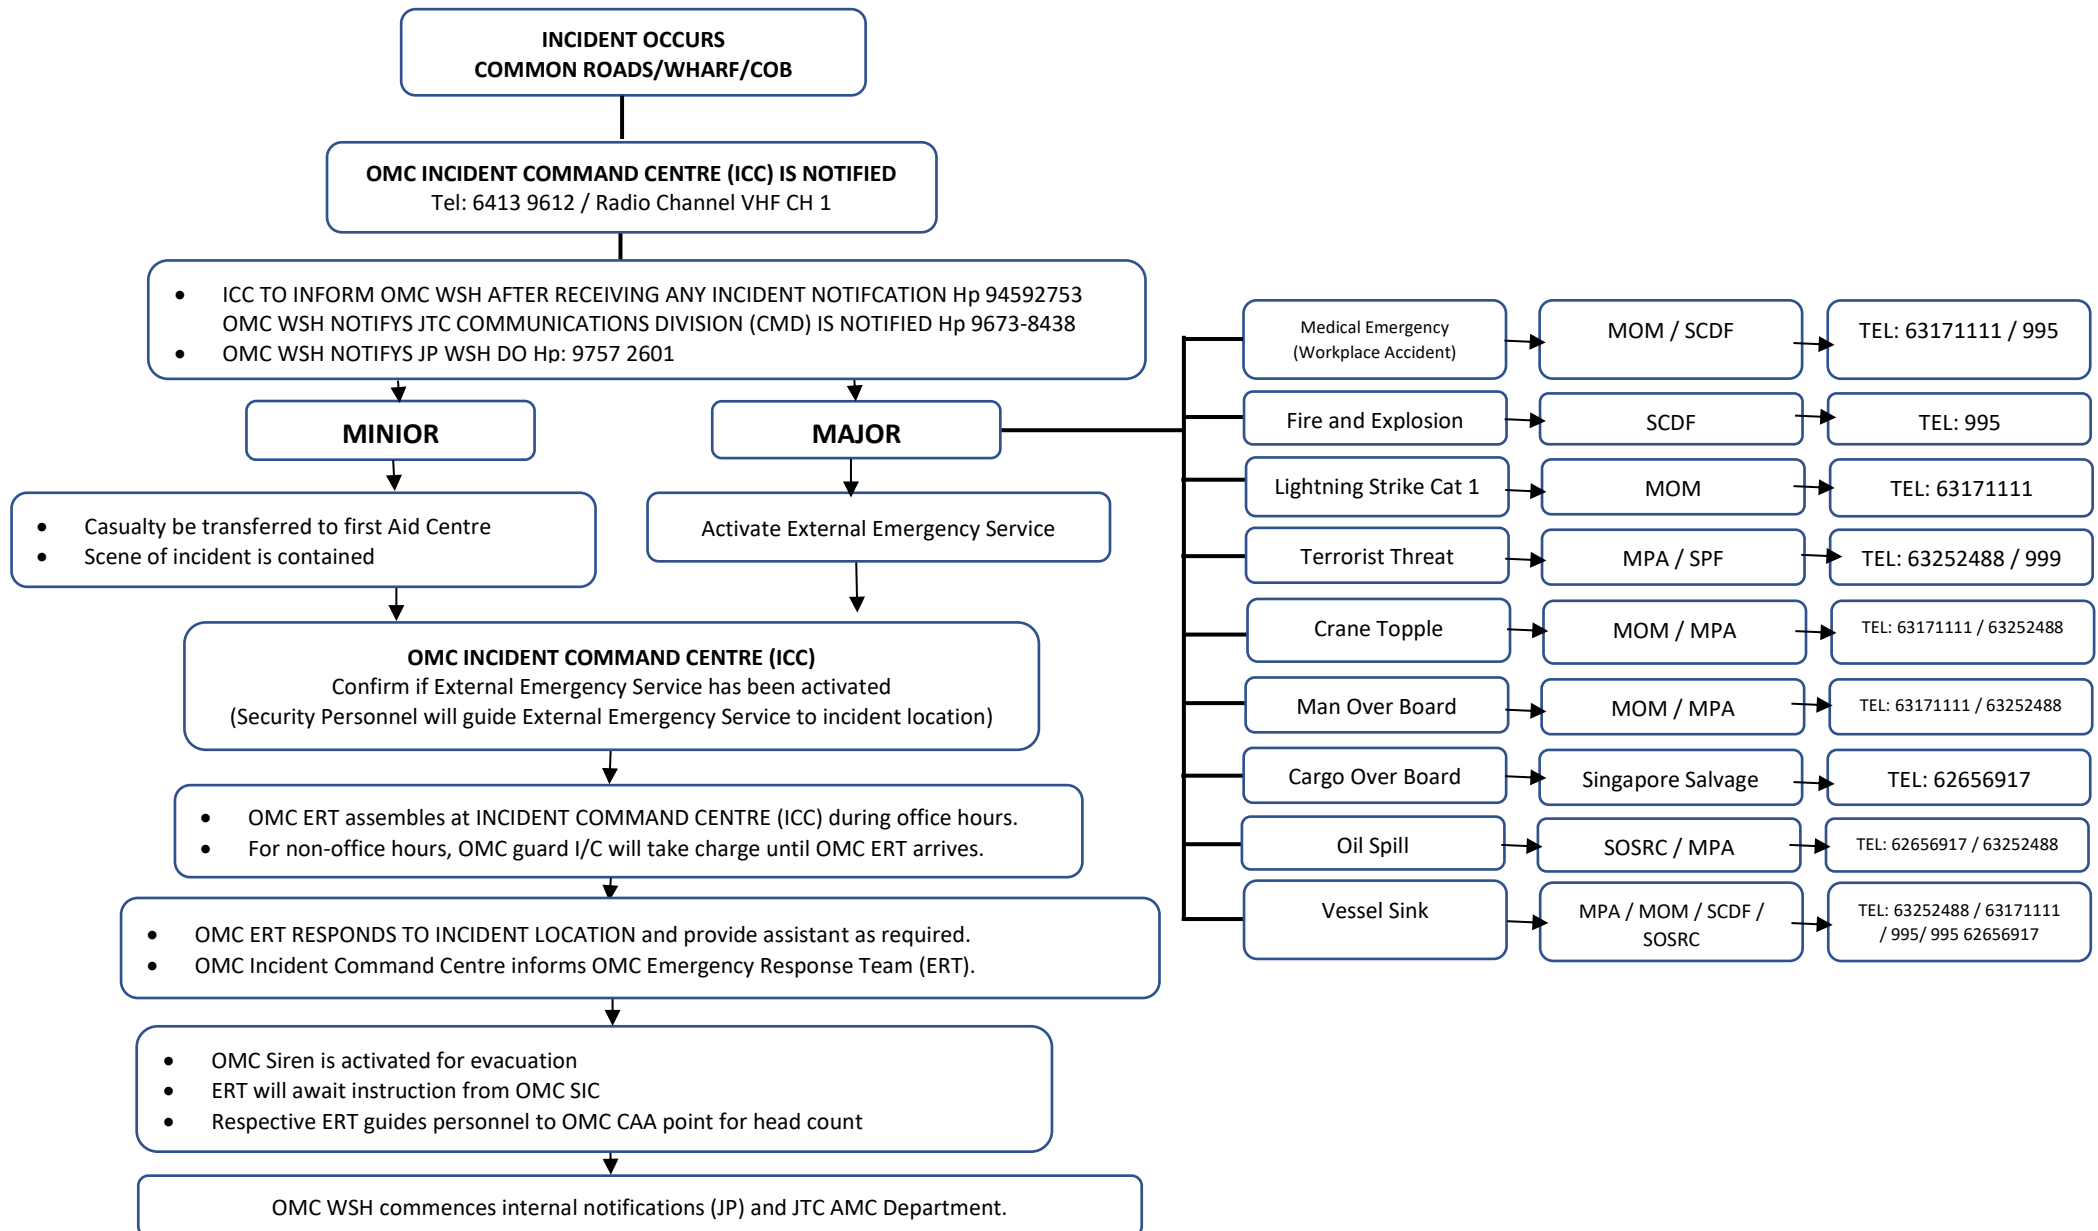 INCIDENT OCCURS
COMMON ROADS/WHARF/COB
OMC INCIDENT COMMAND CENTRE (ICC) IS NOTIFIED
Tel: 6413 9612 / Radio Channel VHF CH 1
• ICC TO INFORM OMC WSH AFTER RECEIVING ANY INCIDENT NOTIFCATION Hp 94592753
OMC WSH NOTIFYS JTC COMMUNICATIONS DIVISION (CMD) IS NOTIFIED Hp 9673-8438
• OMC WSH NOTIFYS JP WSH DO Hp: 9757 2601
MINIOR
MAJOR
• Casualty be transferred to first Aid Centre
• Scene of incident is contained
Activate External Emergency Service
OMC INCIDENT COMMAND CENTRE (ICC)
Confirm if External Emergency Service has been activated
(Security Personnel will guide External Emergency Service to incident location)
• OMC ERT assembles at INCIDENT COMMAND CENTRE (ICC) during office hours.
• For non-office hours, OMC guard I/C will take charge until OMC ERT arrives.
• OMC ERT RESPONDS TO INCIDENT LOCATION and provide assistant as required.
• OMC Incident Command Centre informs OMC Emergency Response Team (ERT).
• OMC Siren is activated for evacuation
• ERT will await instruction from OMC SIC
• Respective ERT guides personnel to OMC CAA point for head count
OMC WSH commences internal notifications (JP) and JTC AMC Department.
Medical Emergency
(Workplace Accident)
MOM / SCDF
TEL: 63171111 / 995
Fire and Explosion
SCDF
TEL: 995
Lightning Strike Cat 1
MOM
TEL: 63171111
Terrorist Threat
MPA / SPF
TEL: 63252488 / 999
Crane Topple
MOM / MPA
TEL: 63171111 / 63252488
Man Over Board
MOM / MPA
TEL: 63171111 / 63252488
Cargo Over Board
Singapore Salvage
TEL: 62656917
Oil Spill
SOSRC / MPA
TEL: 62656917 / 63252488
Vessel Sink
MPA / MOM / SCDF /
SOSRC
TEL: 63252488 / 63171111
/ 995/ 995 62656917